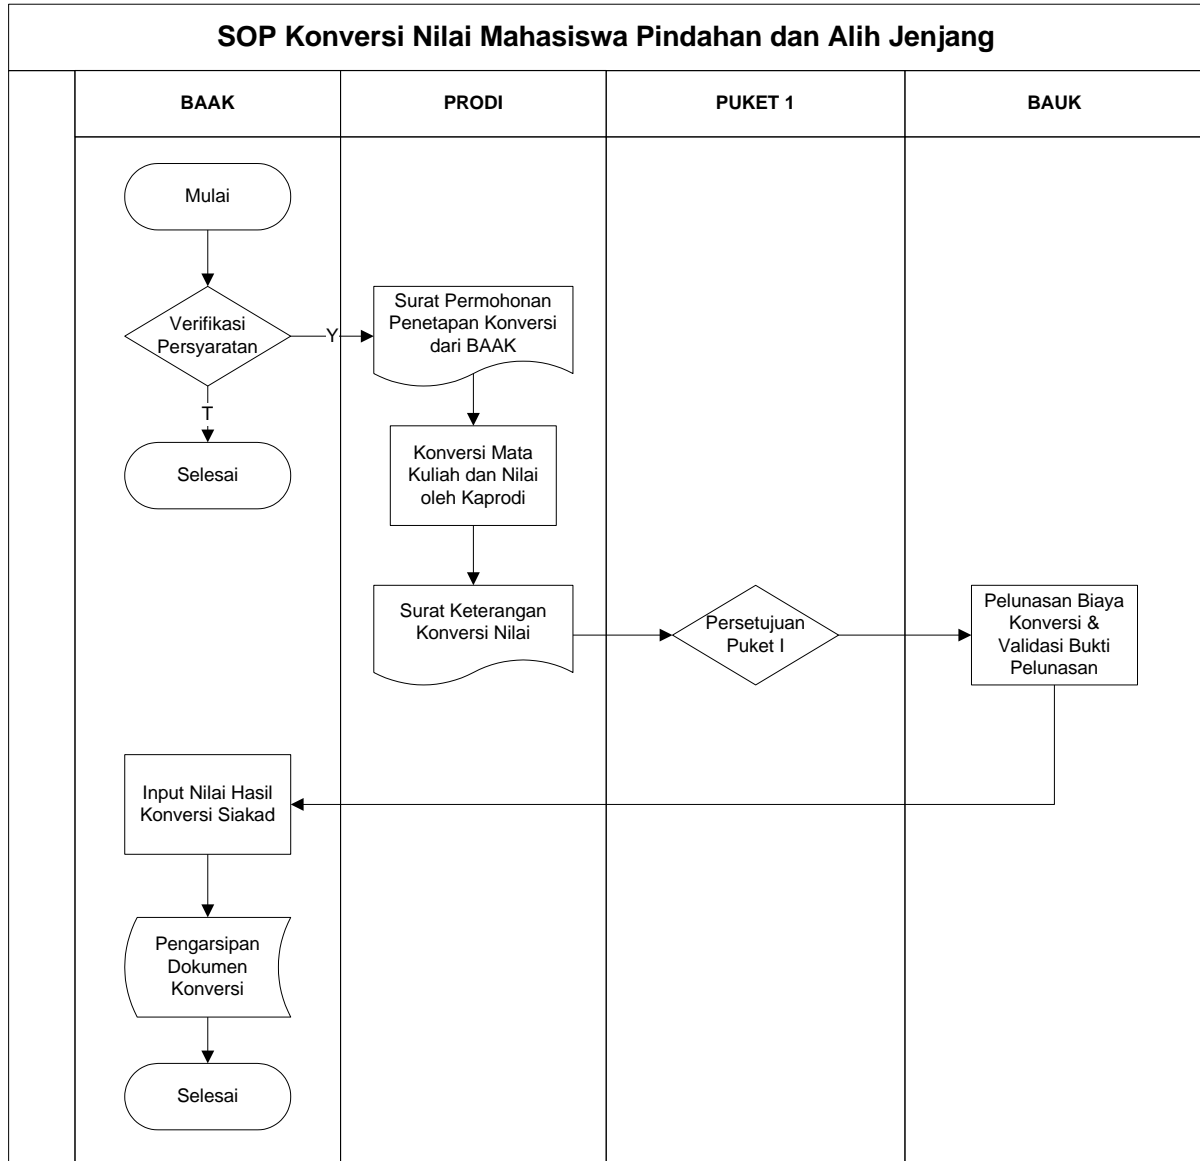 SOP Konversi Nilai Mahasiswa Pindahan dan Alih Jenjang
BAAK
PRODI
PUKET 1
BAUK
Mulai
Verifikasi
Persyaratan
Y
T
Selesai
Surat Permohonan
Penetapan Konversi
dari BAAK
Konversi Mata
Kuliah dan Nilai
oleh Kaprodi
Surat Keterangan
Konversi Nilai
Persetujuan
Puket I
Pelunasan Biaya
Konversi &
Validasi Bukti
Pelunasan
Input Nilai Hasil
Konversi Siakad
Pengarsipan
Dokumen
Konversi
Selesai